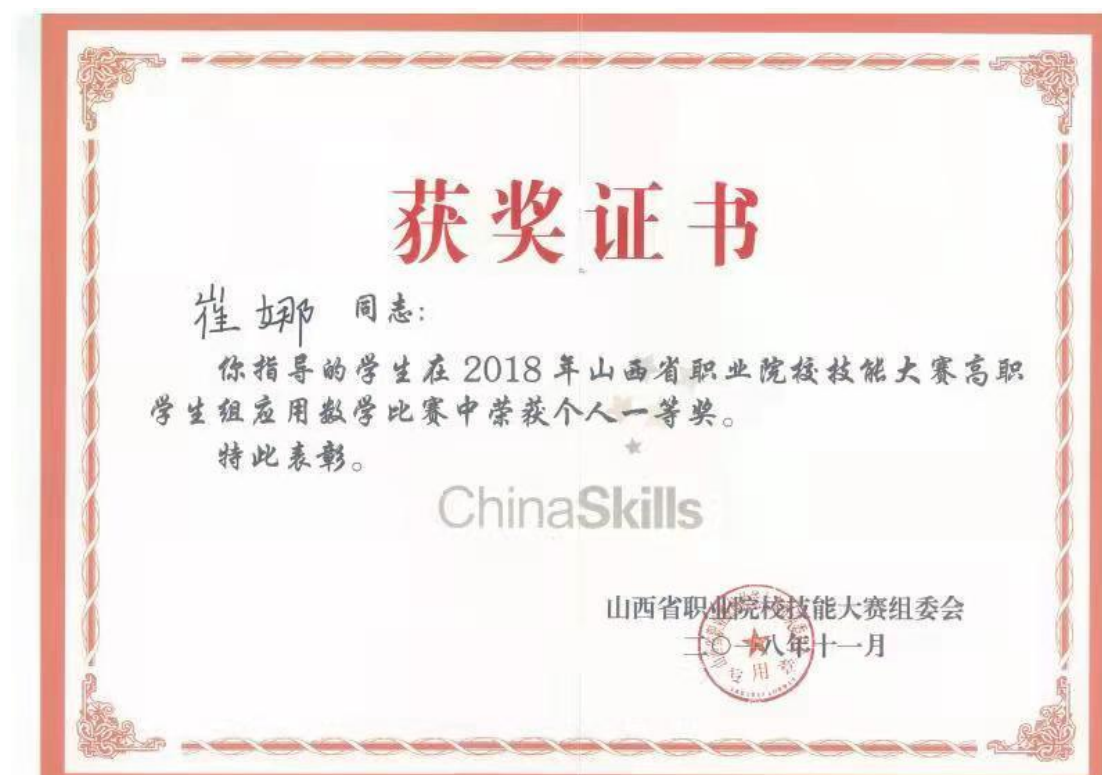 获奖证书
崔娜 同志:
你指导的学生在 2018 年山西省职业院校技能大赛高职
学生组应用数学比赛中荣获个人一等奖。
特此表彰。
ChinaSkills
山西省职业院校技能大赛组委会
二〇一八年十一月
专用章